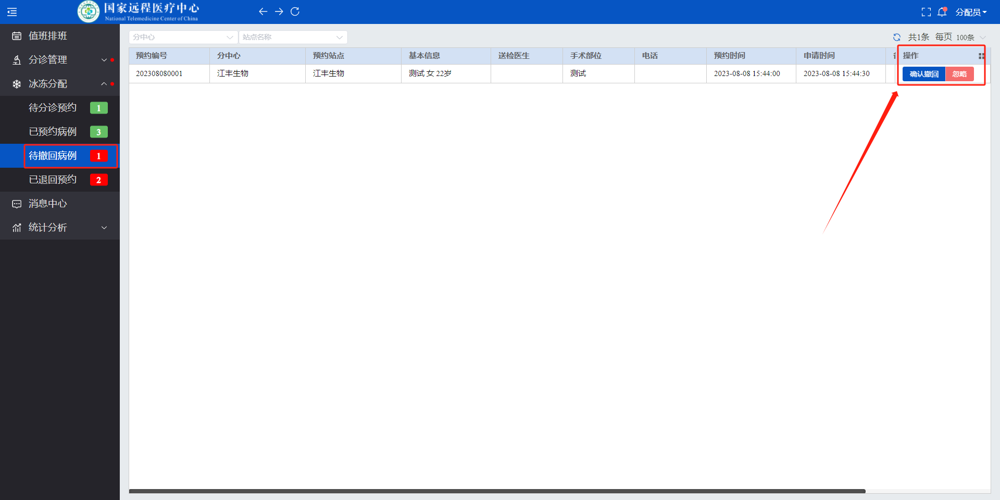 国家远程医疗中心
National Telemedicine Center of China
分配员
值班排班
分诊管理
冰冻分配
待分诊预约 1
已预约病例 3
待撤回病例 1
已退回预约 2
消息中心
统计分析
分中心 站点名称 共1条 每页 100条
预约编号 分中心 预约站点 基本信息 送检医生 手术部位 电话 预约时间 申请时间 操作
202308080001 江丰生物 江丰生物 测试 女 22岁 测试 2023-08-08 15:44:00 2023-08-08 15:44:30 确认撤回 忽略